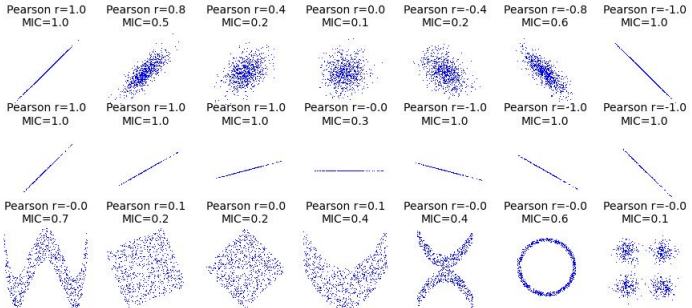 Pearson r=1.0 Pearson r=0.8 Pearson r=0.4 Pearson r=0.0 Pearson r=-0.4 Pearson r=-0.8 Pearson r=-1.0
MIC=1.0 MIC=0.5 MIC=0.2 MIC=0.1 MIC=0.2 MIC=0.6 MIC=1.0
Pearson r=1.0 Pearson r=1.0 Pearson r=1.0 Pearson r=-0.0 Pearson r=-1.0 Pearson r=-1.0 Pearson r=-1.0
MIC=1.0 MIC=1.0 MIC=1.0 MIC=0.3 MIC=1.0 MIC=1.0 MIC=1.0
Pearson r=-0.0 Pearson r=0.1 Pearson r=0.0 Pearson r=0.1 Pearson r=-0.0 Pearson r=-0.0 Pearson r=-0.0
MIC=0.7 MIC=0.2 MIC=0.2 MIC=0.4 MIC=0.4 MIC=0.6 MIC=0.1